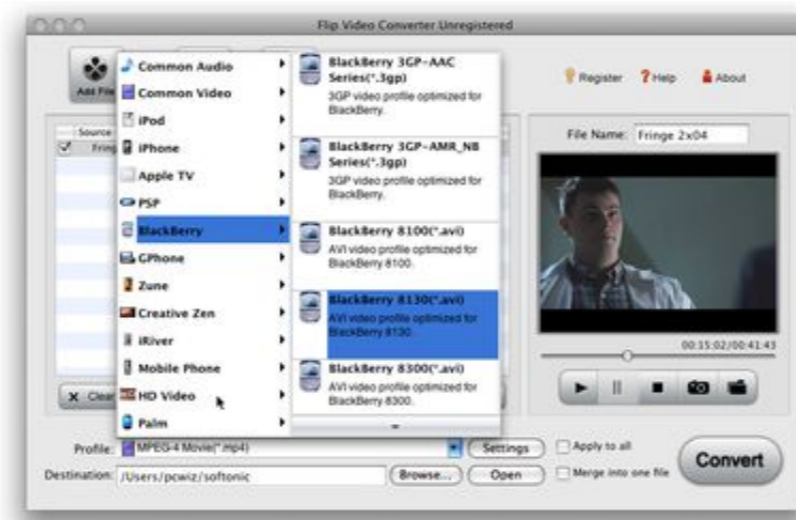 Flip Video Converter Unregistered
Add File
Register
Help
About
Source
Fring
Common Audio
Common Video
iPod
iPhone
Apple TV
PSP
BlackBerry
GPhone
Zune
Creative Zen
iRiver
Mobile Phone
HD Video
Palm
BlackBerry 3GP-AAC
Series(*.3gp)
3GP video profile optimized for
BlackBerry.
BlackBerry 3GP-AMR_NB
Series(*.3gp)
3GP video profile optimized for
BlackBerry.
BlackBerry 8100(*.avi)
AVI video profile optimized for
BlackBerry 8100.
BlackBerry 8130(*.avi)
AVI video profile optimized for
BlackBerry 8130.
BlackBerry 8300(*.avi)
AVI video profile optimized for
BlackBerry 8300.
File Name: Fringe 2x04
00:15:02/00:41:43
Clear
Profile: MPEG-4 Movie(*.mp4)
Settings
Apply to all
Destination: /Users/pcwiz/softonic
Browse...
Open
Merge into one file
Convert